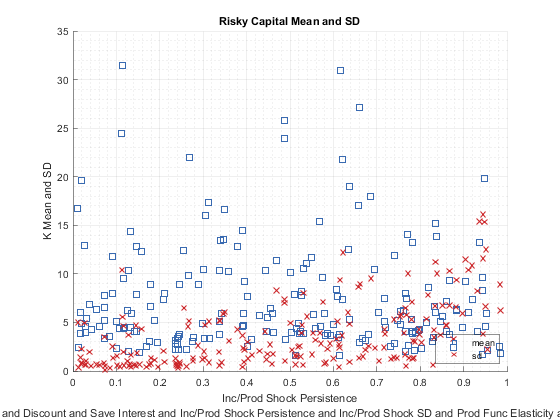 Risky Capital Mean and SD
35
30
25
20
15
10
5
0
K Mean and SD
mean
sd
0 0.1 0.2 0.3 0.4 0.5 0.6 0.7 0.8 0.9 1
Inc/Prod Shock Persistence
and Discount and Save Interest and Inc/Prod Shock Persistence and Inc/Prod Shock SD and Prod Func Elasticity